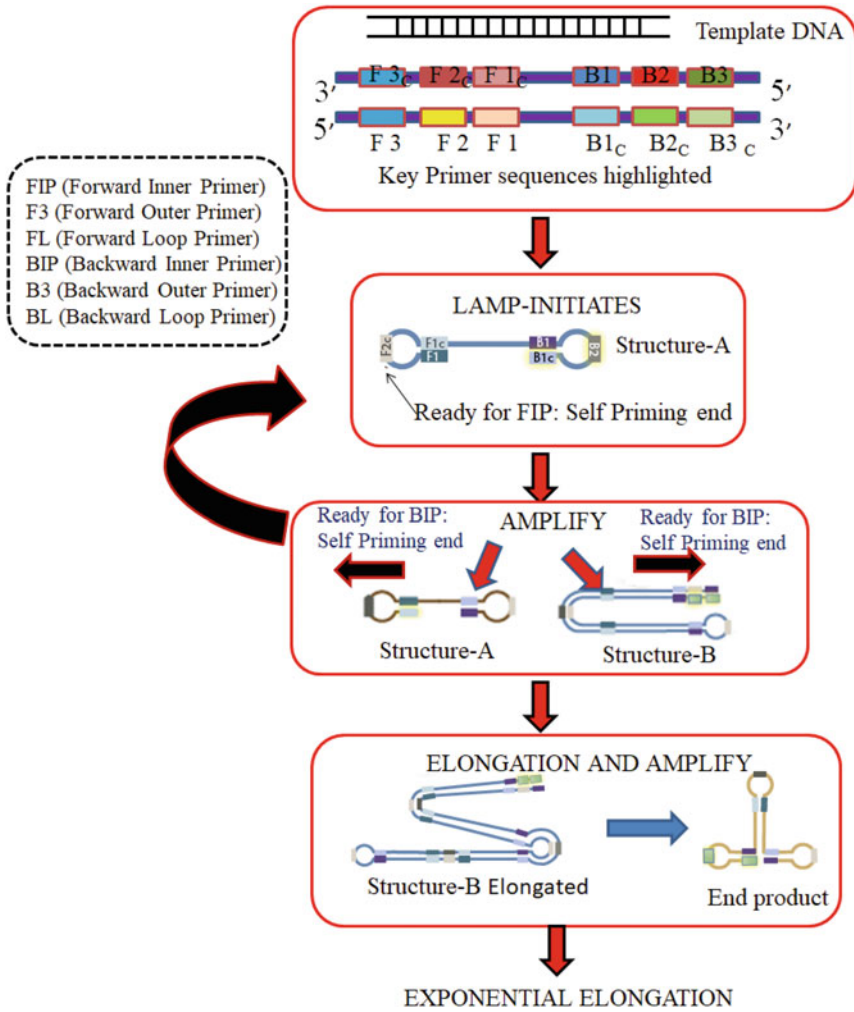 Template DNA
F 3C F 2C F 1C B1 B2 B3
3′ 5′
5′ 3′
F 3 F 2 F 1 B1C B2C B3 C
Key Primer sequences highlighted
FIP (Forward Inner Primer)
F3 (Forward Outer Primer)
FL (Forward Loop Primer)
BIP (Backward Inner Primer)
B3 (Backward Outer Primer)
BL (Backward Loop Primer)
LAMP-INITIATES
F2c F1c B1 B2
F1 B1c
Structure-A
Ready for FIP: Self Priming end
Ready for BIP:
Self Priming end
AMPLIFY
Ready for BIP:
Self Priming end
Structure-A
Structure-B
ELONGATION AND AMPLIFY
Structure-B Elongated
End product
EXPONENTIAL ELONGATION